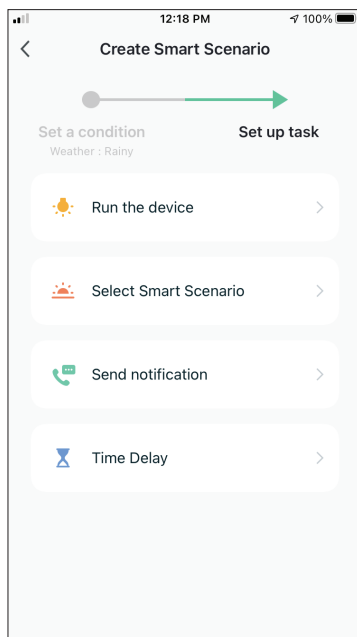 12:18 PM 100%
Create Smart Scenario
Set a condition Set up task
Weather : Rainy
Run the device
Select Smart Scenario
Send notification
Time Delay